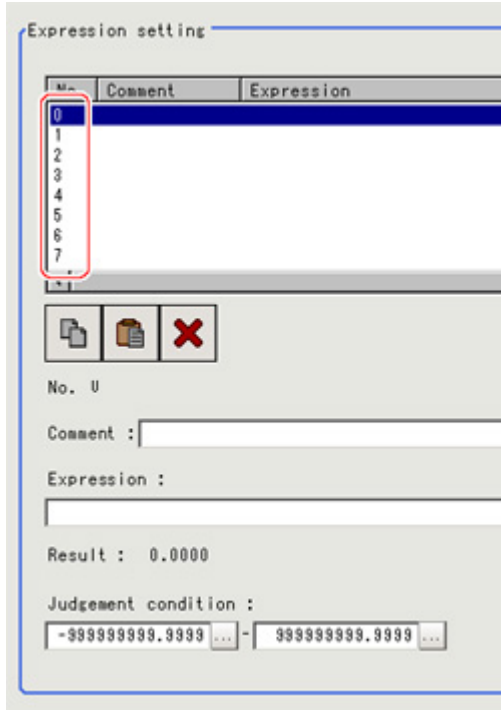 Expression setting
No. Comment Expression
0
1
2
3
4
5
6
7
No. 0
Comment :
Expression :
Result : 0.0000
Judgement condition :
-999999999.9999 ... - 999999999.9999 ...